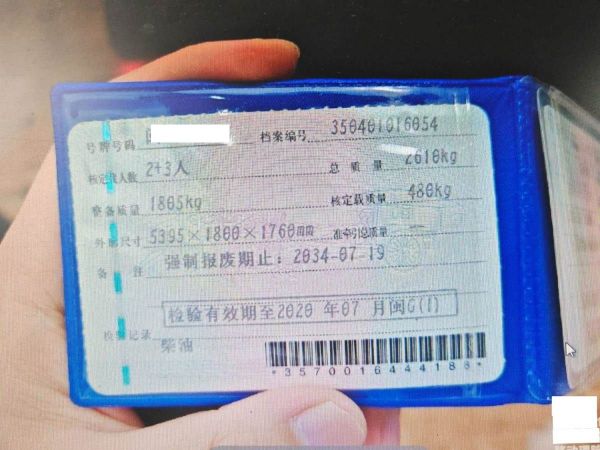 号牌号码 档案编号 350401016054
核定载人数 2+3人 总质量 2610kg
整备质量 1805kg 核定载质量 480kg
外廓尺寸 5395×1800×1760mm 准牵引总质量
备注 强制报废期止：2034-07-19
检验有效期至2020 年07 月闽G(1)
检验记录
柴油
*3570016444186*